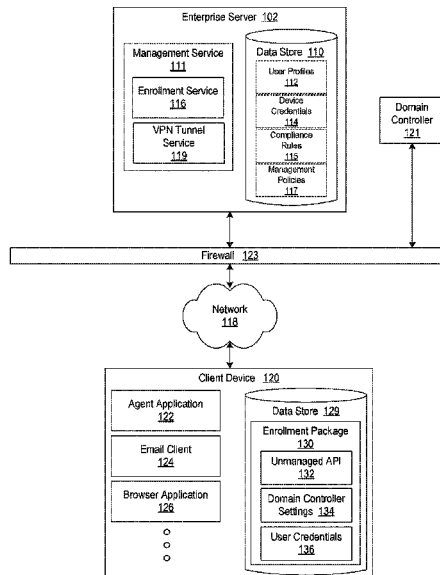 Enterprise Server 102
Management Service
111
Enrollment Service
116
VPN Tunnel
Service
119
Data Store 110
User Profiles
112
Device
Credentials
114
Compliance
Rules
115
Management
Policies
117
Domain
Controller
121
Firewall 123
Network
118
Client Device 120
Agent Application
122
Email Client
124
Browser Application
126
Data Store 129
Enrollment Package
130
Unmanaged API
132
Domain Controller
Settings 134
User Credentials
136